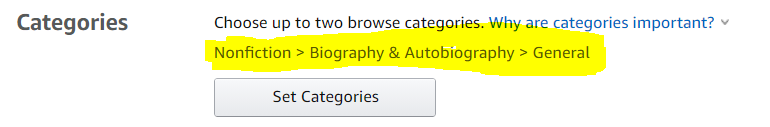 Categories
Choose up to two browse categories. Why are categories important?
Nonfiction > Biography & Autobiography > General
Set Categories